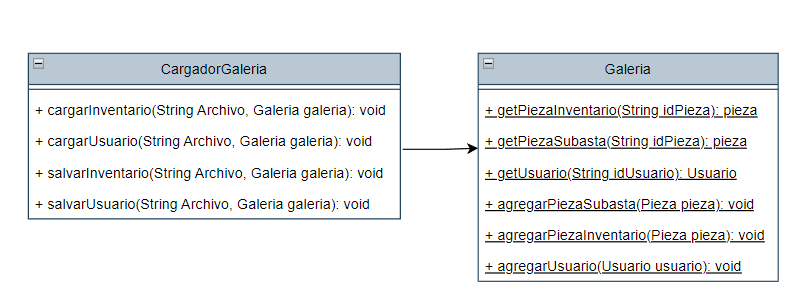 CargadorGaleria
+ cargarInventario(String Archivo, Galeria galeria): void
+ cargarUsuario(String Archivo, Galeria galeria): void
+ salvarInventario(String Archivo, Galeria galeria): void
+ salvarUsuario(String Archivo, Galeria galeria): void
Galeria
+ getPiezaInventario(String idPieza): pieza
+ getPiezaSubasta(String idPieza): pieza
+ getUsuario(String idUsuario): Usuario
+ agregarPiezaSubasta(Pieza pieza): void
+ agregarPiezaInventario(Pieza pieza): void
+ agregarUsuario(Usuario usuario): void